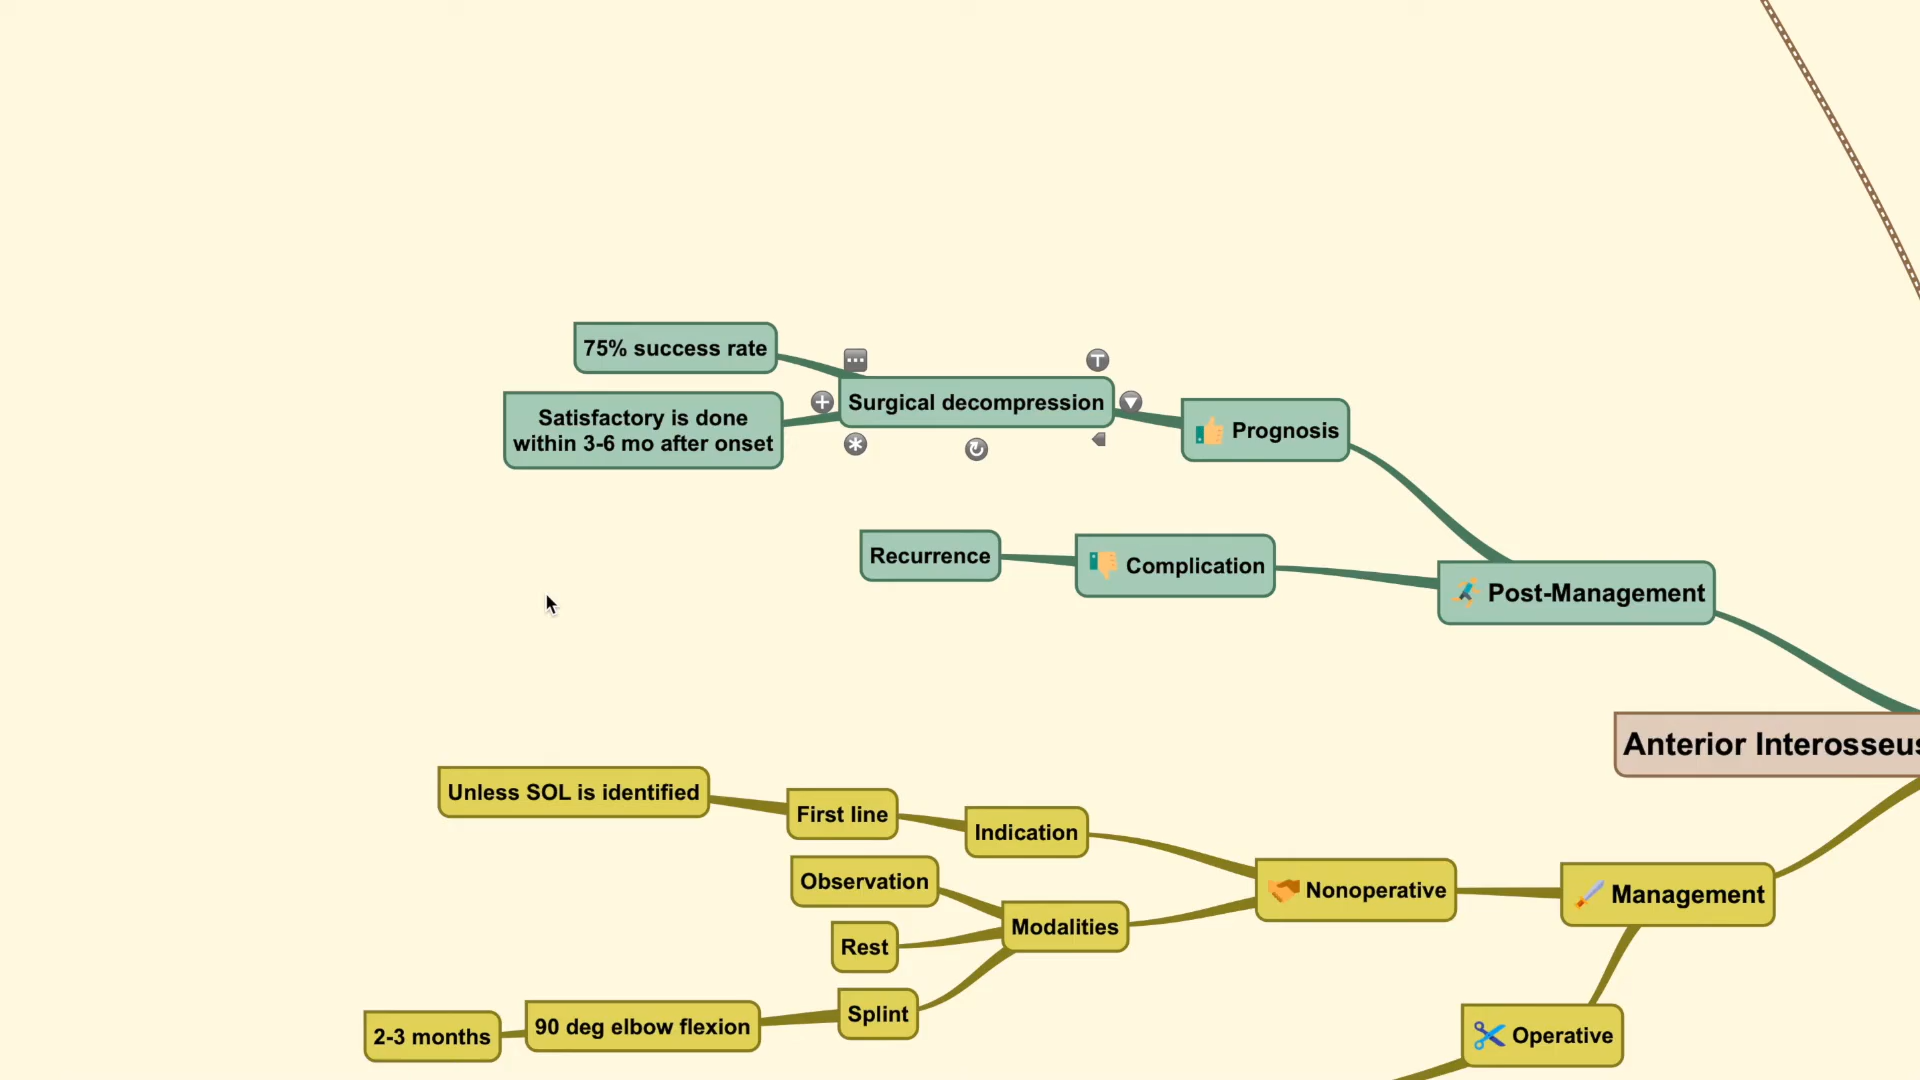 75% success rate
Satisfactory is done
within 3-6 mo after onset
Surgical decompression
Prognosis
Recurrence
Complication
Post-Management
Anterior Interosseus
Unless SOL is identified
First line
Indication
Observation
Rest
Modalities
Nonoperative
Management
2-3 months
90 deg elbow flexion
Splint
Operative